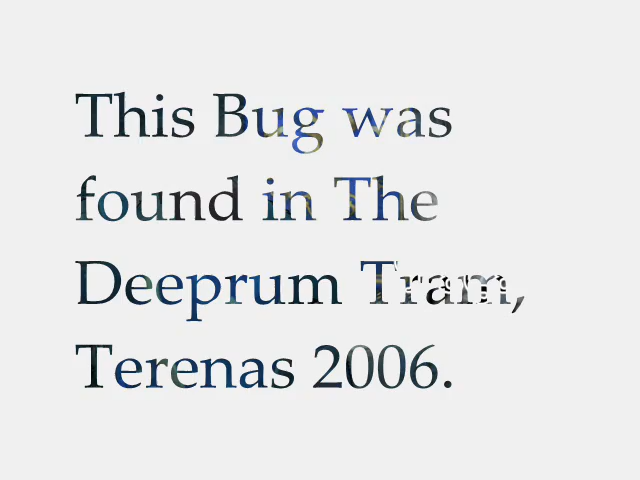 This Bug was
found in The
Deeprum Tram,
Terenas 2006.